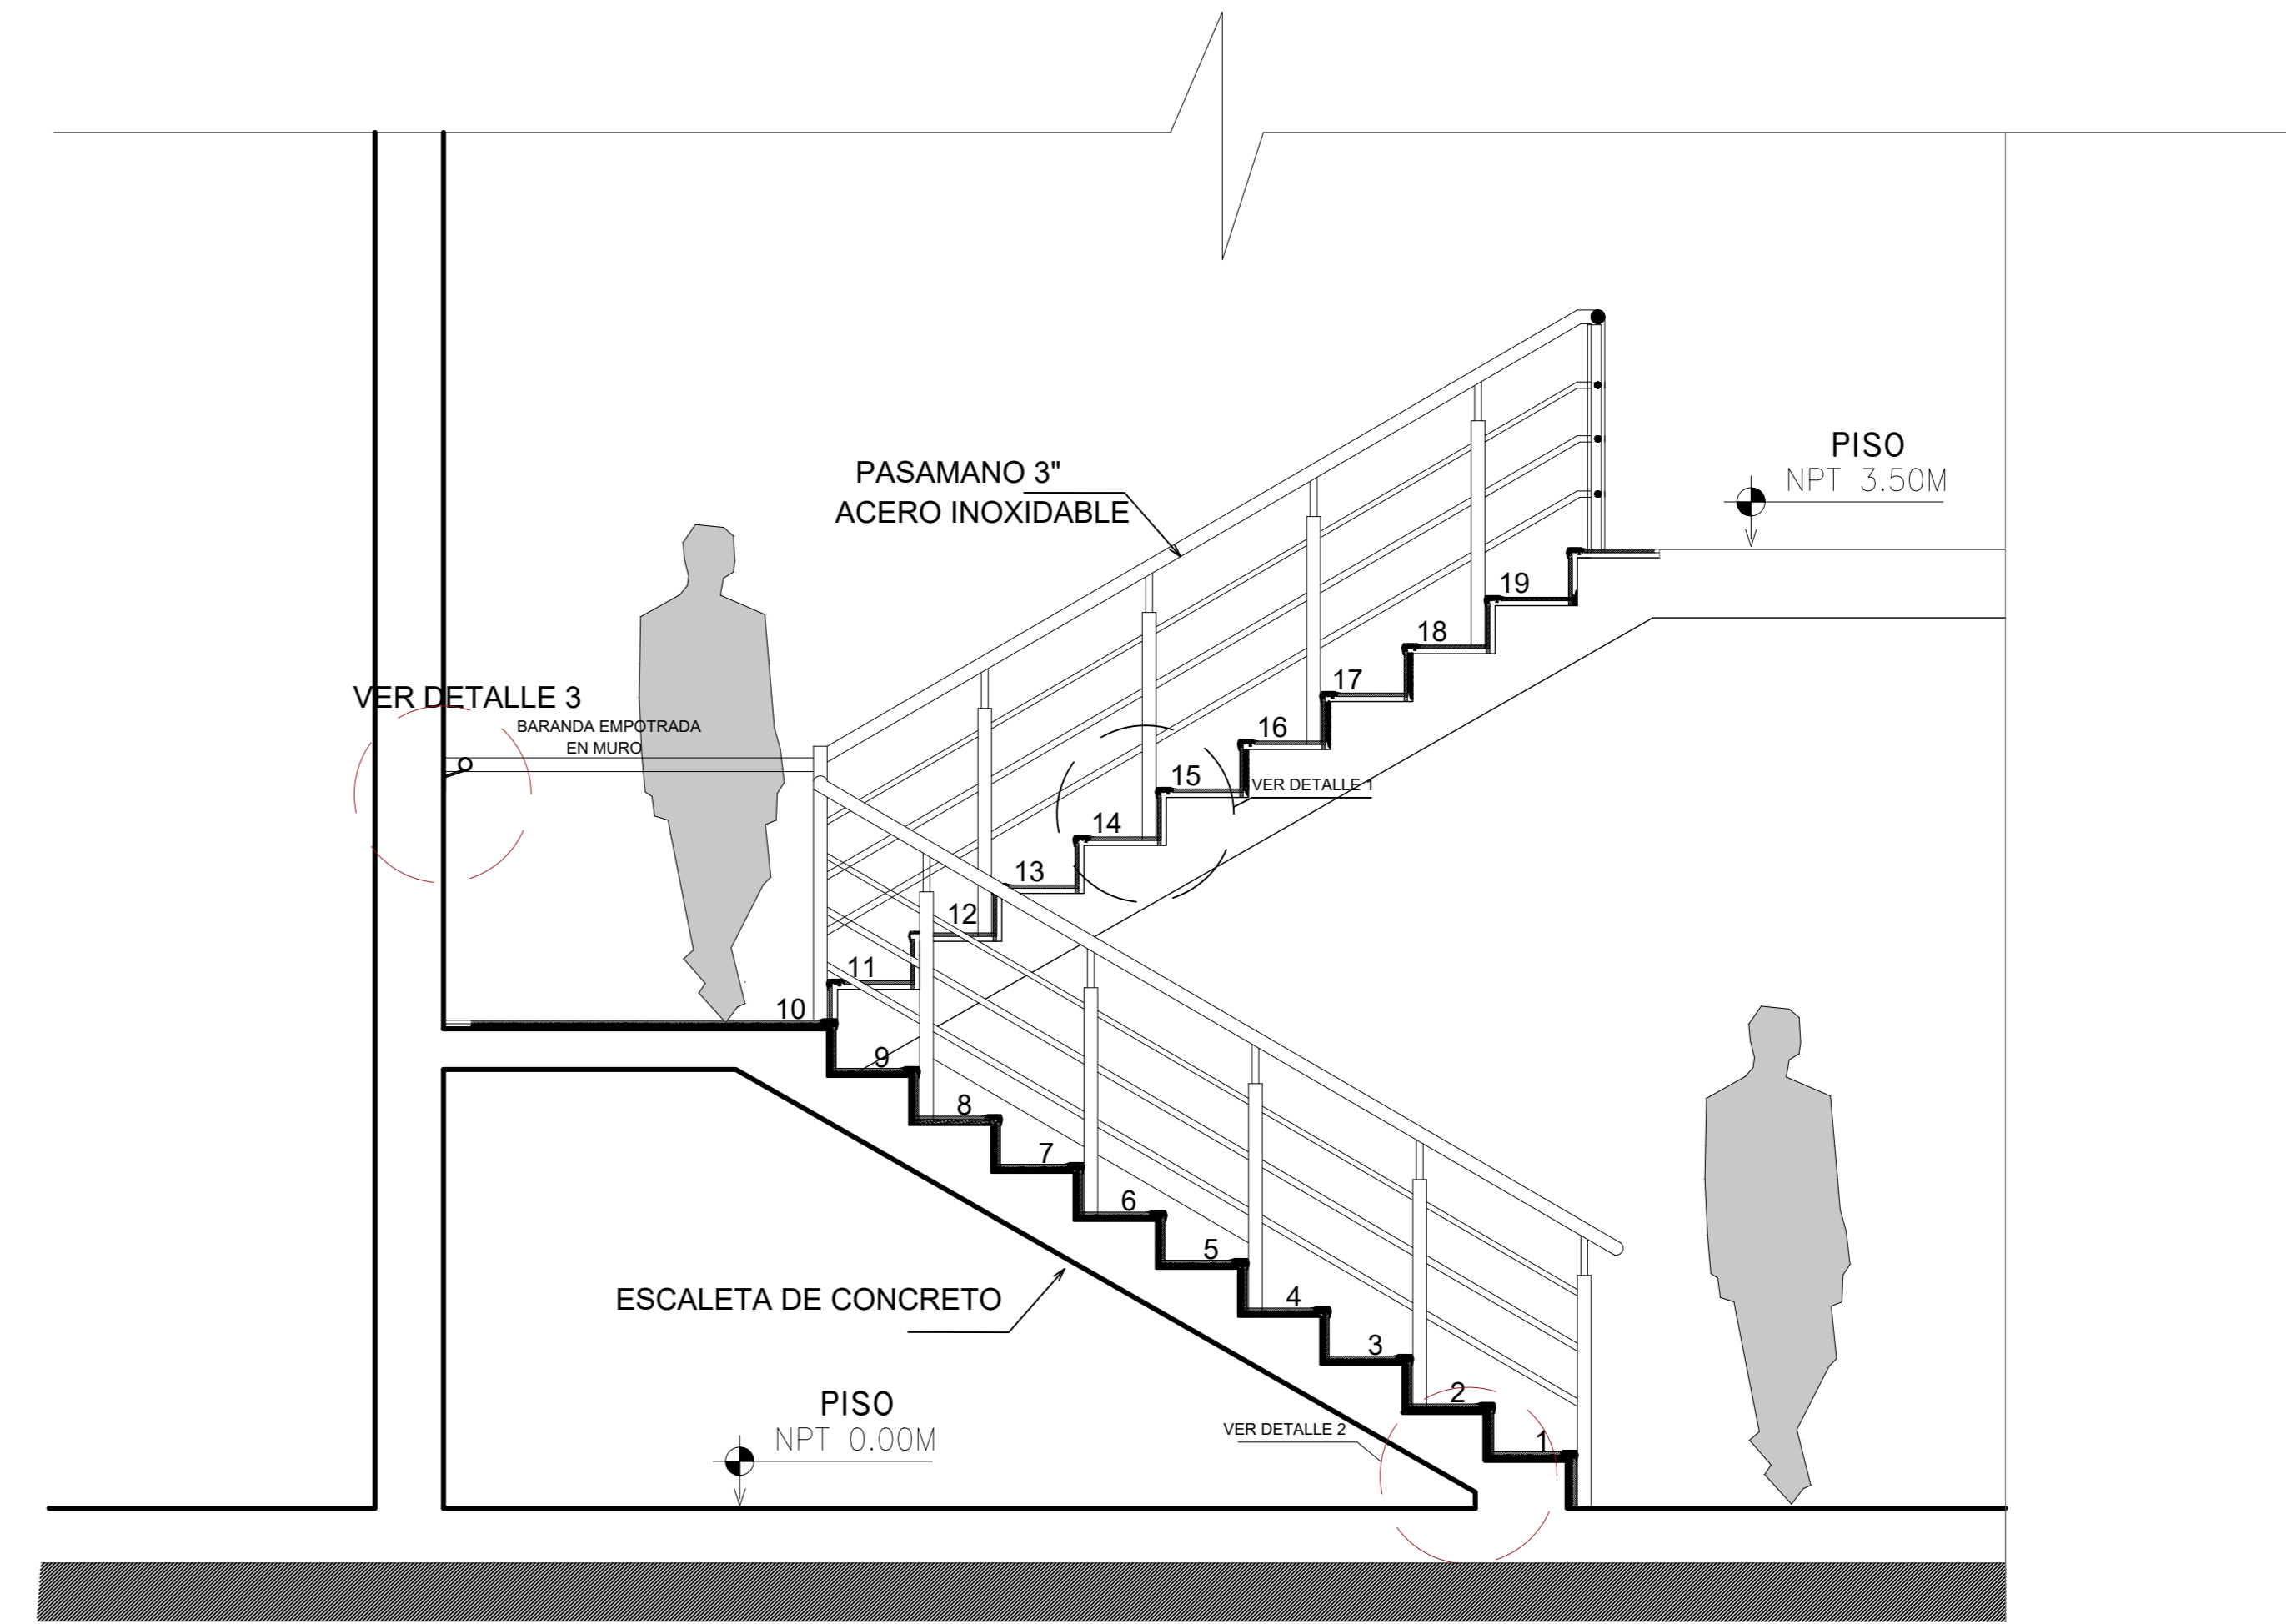 PASAMANO 3"
ACERO INOXIDABLE
PISO
NPT 3.50M
19
18
17
16
15
14
13
12
11
10
VER DETALLE 3
BARANDA EMPOTRADA
EN MURO
VER DETALLE 1
9
8
7
6
5
4
3
2
1
ESCALETA DE CONCRETO
PISO
NPT 0.00M
VER DETALLE 2